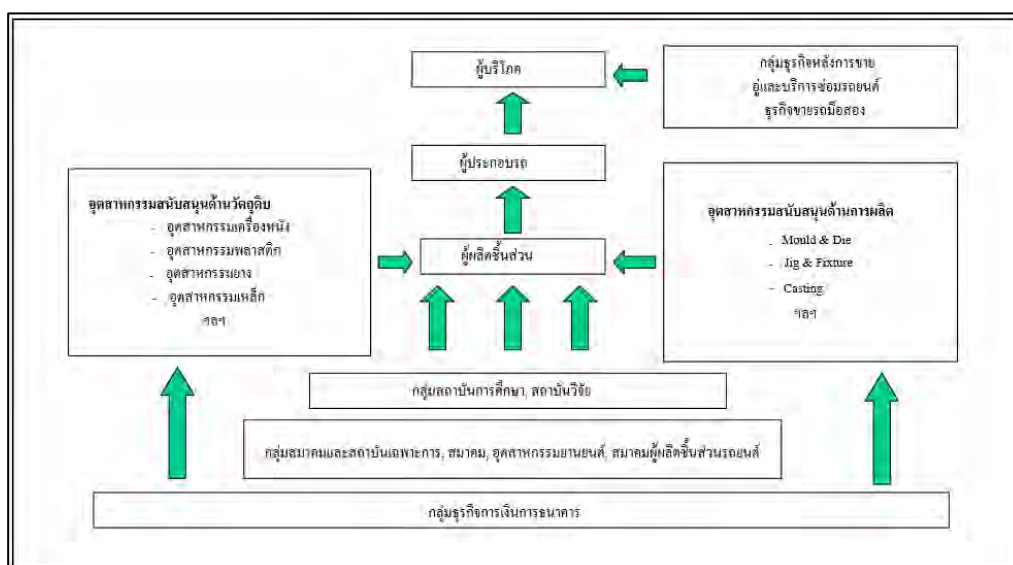 ผู้บริโภค
กลุ่มธุรกิจหลังการขาย
อู่และบริการซ่อมรถยนต์
ธุรกิจขายรถมือสอง
ผู้ประกอบรถ
อุตสาหกรรมสนับสนุนด้านวัตถุดิบ
- อุตสาหกรรมเครื่องหนัง
- อุตสาหกรรมพลาสติก
- อุตสาหกรรมยาง
- อุตสาหกรรมเหล็ก
ฯลฯ
ผู้ผลิตชิ้นส่วน
อุตสาหกรรมสนับสนุนด้านการผลิต
- Mould & Die
- Jig & Fixture
- Casting
ฯลฯ
กลุ่มสถาบันการศึกษา, สถาบันวิจัย
กลุ่มสมาคมและสถาบันเฉพาะการ, สมาคม, อุตสาหกรรมยานยนต์, สมาคมผู้ผลิตชิ้นส่วนรถยนต์
กลุ่มธุรกิจการเงินการธนาคาร